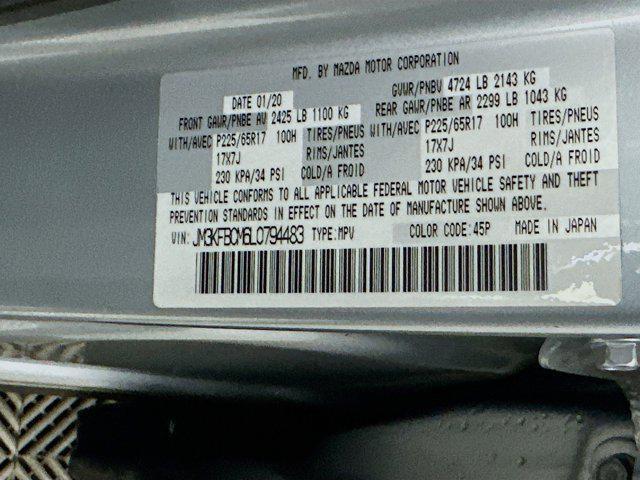 MFD. BY MAZDA MOTOR CORPORATION
DATE 01/20 GVWR/PNBV 4724 LB 2143 KG
FRONT GAWR/PNBE AV 2425 LB 1100 KG REAR GAWR/PNBE AR 2299 LB 1043 KG
WITH/AVEC P225/65R17 100H TIRES/PNEUS WITH/AVEC P225/65R17 100H TIRES/PNEUS
17X7J RIMS/JANTES 17X7J RIMS/JANTES
230 KPA/34 PSI COLD/A FROID 230 KPA/34 PSI COLD/A FROID
THIS VEHICLE CONFORMS TO ALL APPLICABLE FEDERAL MOTOR VEHICLE SAFETY AND THEFT
PREVENTION STANDARDS IN EFFECT ON THE DATE OF MANUFACTURE SHOWN ABOVE.
VIN: JM3KFBCM6L0794483 TYPE:MPV COLOR CODE:45P MADE IN JAPAN